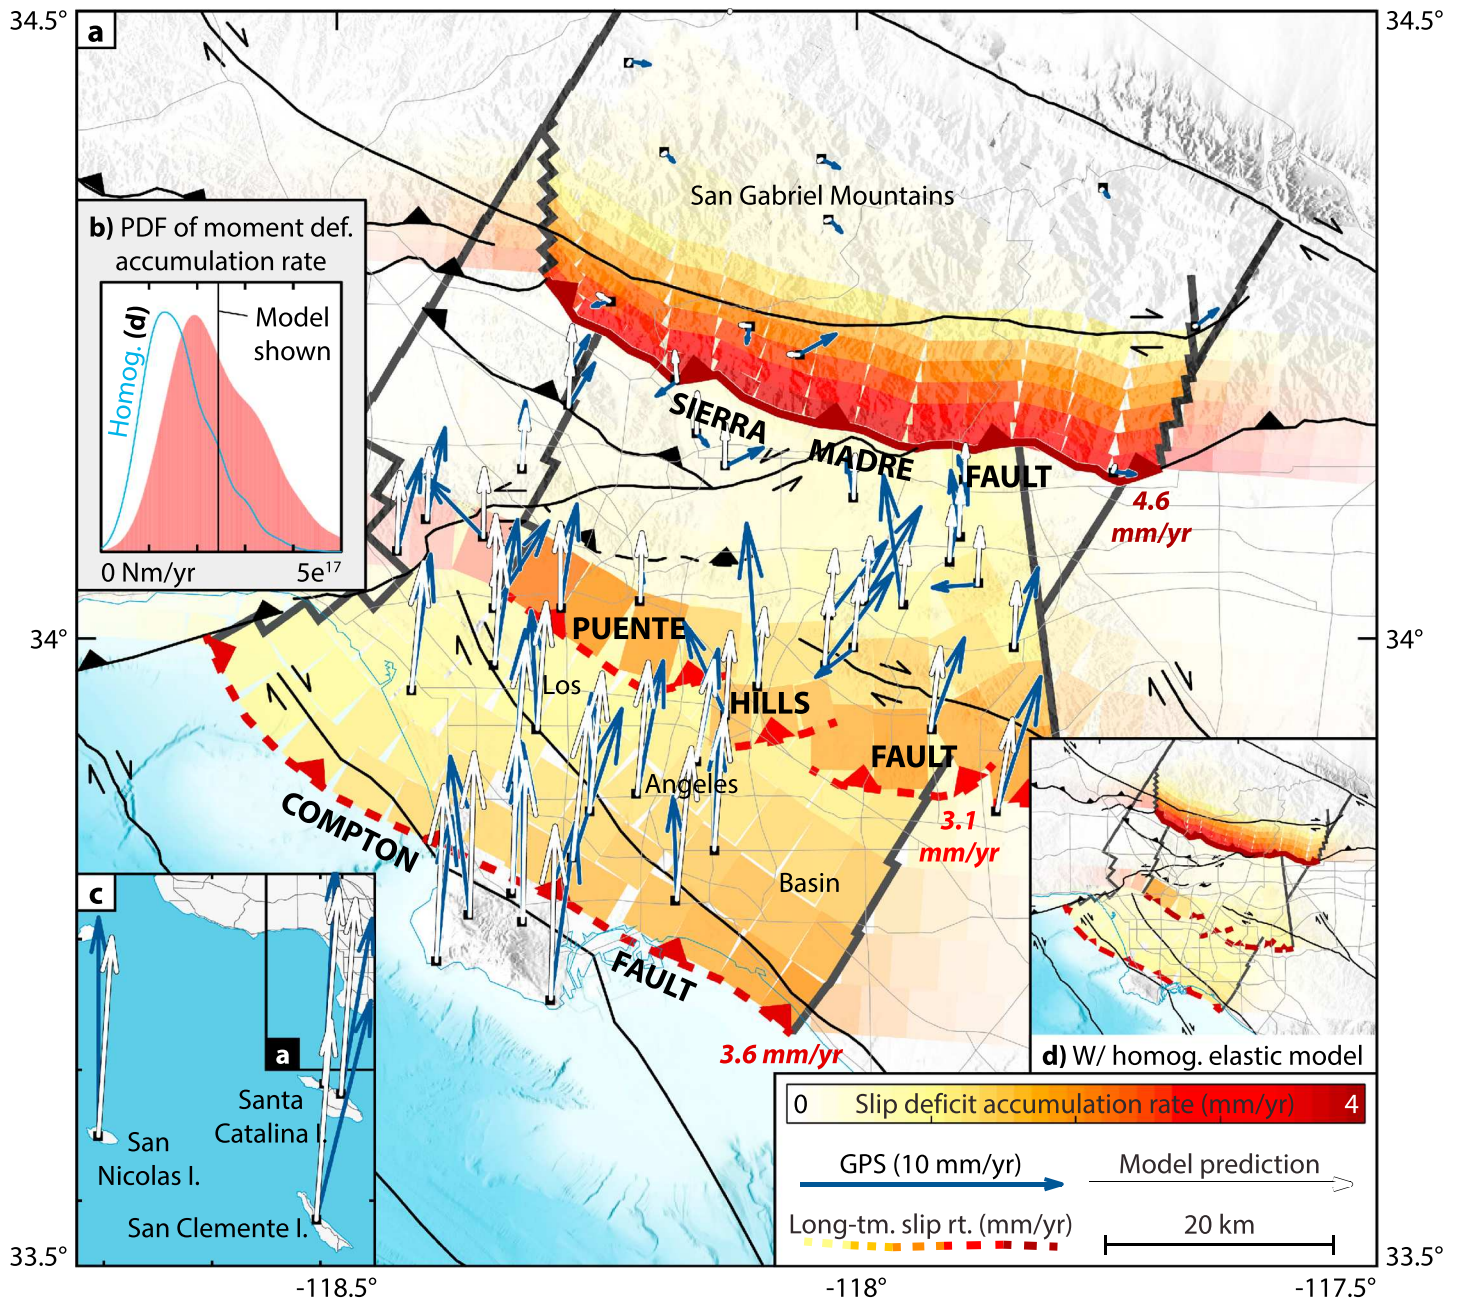 34.5°
34.5°
a
San Gabriel Mountains
b) PDF of moment def.
accumulation rate
Homog. (d)
Model
shown
0 Nm/yr
5e17
SIERRA
MADRE
FAULT
4.6
mm/yr
34°
34°
PUENTE
Los
HILLS
FAULT
Angeles
3.1
mm/yr
COMPTON
Basin
FAULT
3.6 mm/yr
c
a
Santa
Catalina I.
San
Nicolas I.
San Clemente I.
d) W/ homog. elastic model
0
Slip deficit accumulation rate (mm/yr)
4
GPS (10 mm/yr)
Model prediction
Long-tm. slip rt. (mm/yr)
20 km
33.5°
33.5°
-118.5°
-118°
-117.5°